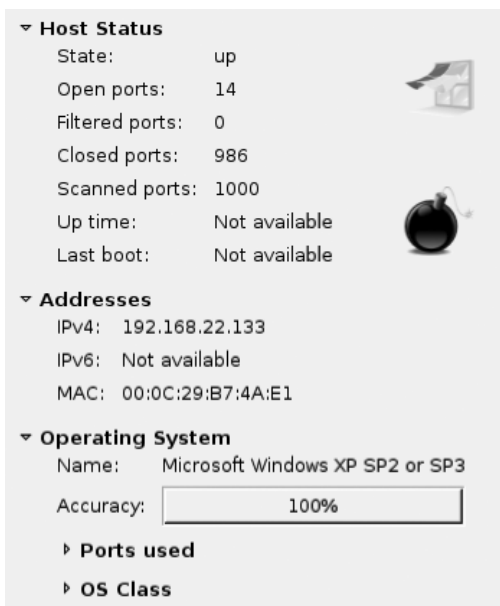 Host Status
State: up
Open ports: 14
Filtered ports: 0
Closed ports: 986
Scanned ports: 1000
Up time: Not available
Last boot: Not available
Addresses
IPv4: 192.168.22.133
IPv6: Not available
MAC: 00:0C:29:B7:4A:E1
Operating System
Name: Microsoft Windows XP SP2 or SP3
Accuracy: 100%
Ports used
OS Class